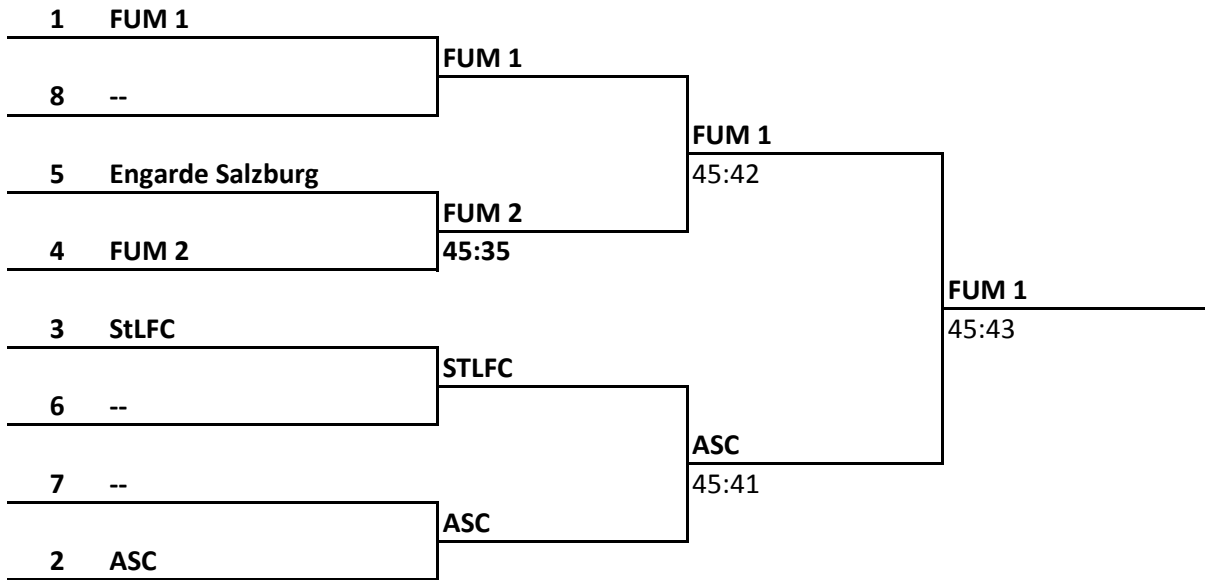 1 FUM 1
FUM 1
8 --
FUM 1
5 Engarde Salzburg
45:42
FUM 2
4 FUM 2
45:35
FUM 1
3 StLFC
45:43
STLFC
6 --
ASC
7 --
45:41
ASC
2 ASC